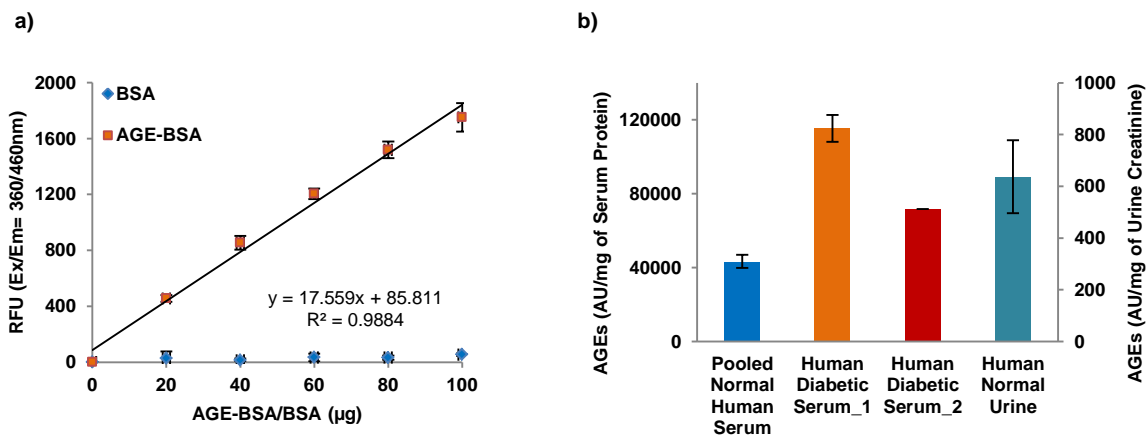 a)
RFU (Ex/Em= 360/460nm)
2000
1600
1200
800
400
0
BSA
AGE-BSA
y = 17.559x + 85.811
R² = 0.9884
0 20 40 60 80 100
AGE-BSA/BSA (µg)
b)
AGEs (AU/mg of Serum Protein)
120000
80000
40000
0
1000
800
600
400
200
0
AGEs (AU/mg of Urine Creatinine)
Pooled
Normal
Human
Serum
Human
Diabetic
Serum_1
Human
Diabetic
Serum_2
Human
Normal
Urine